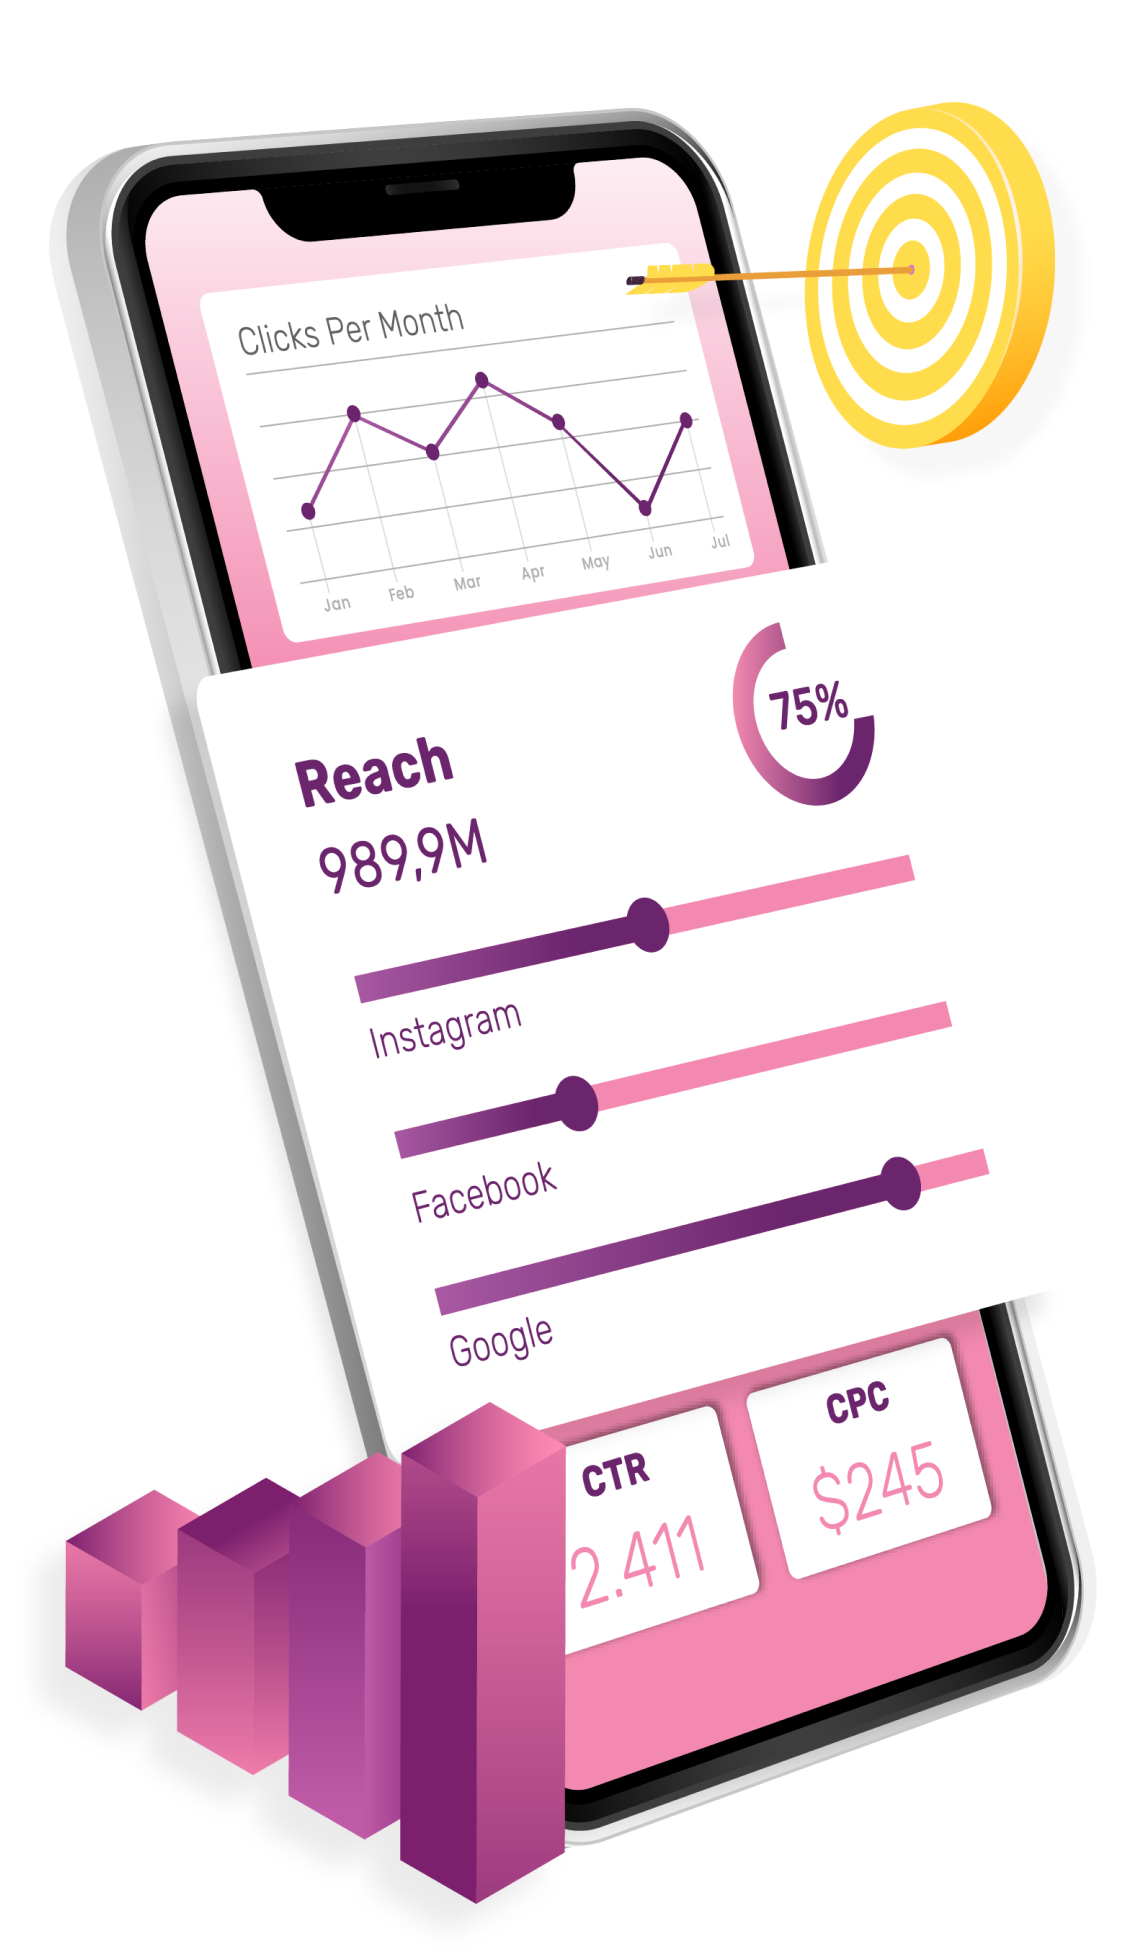 Clicks Per Month
Jan Feb Mar Apr May Jun Jul
75%
Reach
989,9M
Instagram
Facebook
Google
CTR
2.411
CPC
$245